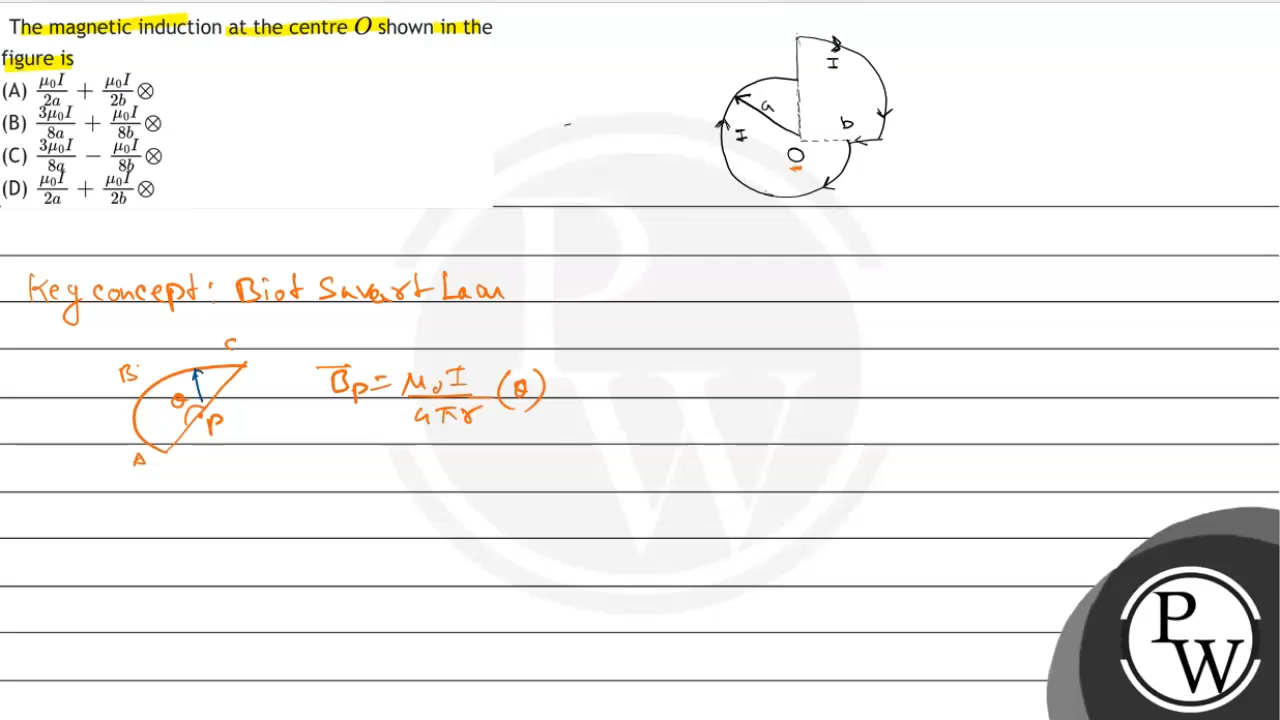 The magnetic induction at the centre O shown in the
figure is
(A) μ₀I/2a + μ₀I/2b ⊗
(B) 3μ₀I/8a + μ₀I/8b ⊗
(C) 3μ₀I/8a − μ₀I/8b ⊗
(D) μ₀I/2a + μ₀I/2b ⊗
I
a
b
I
O
Key concept: Biot Savart Law
C
B
θ
P
A
B⃗p = μ₀I/4πr (θ)
PW
PW